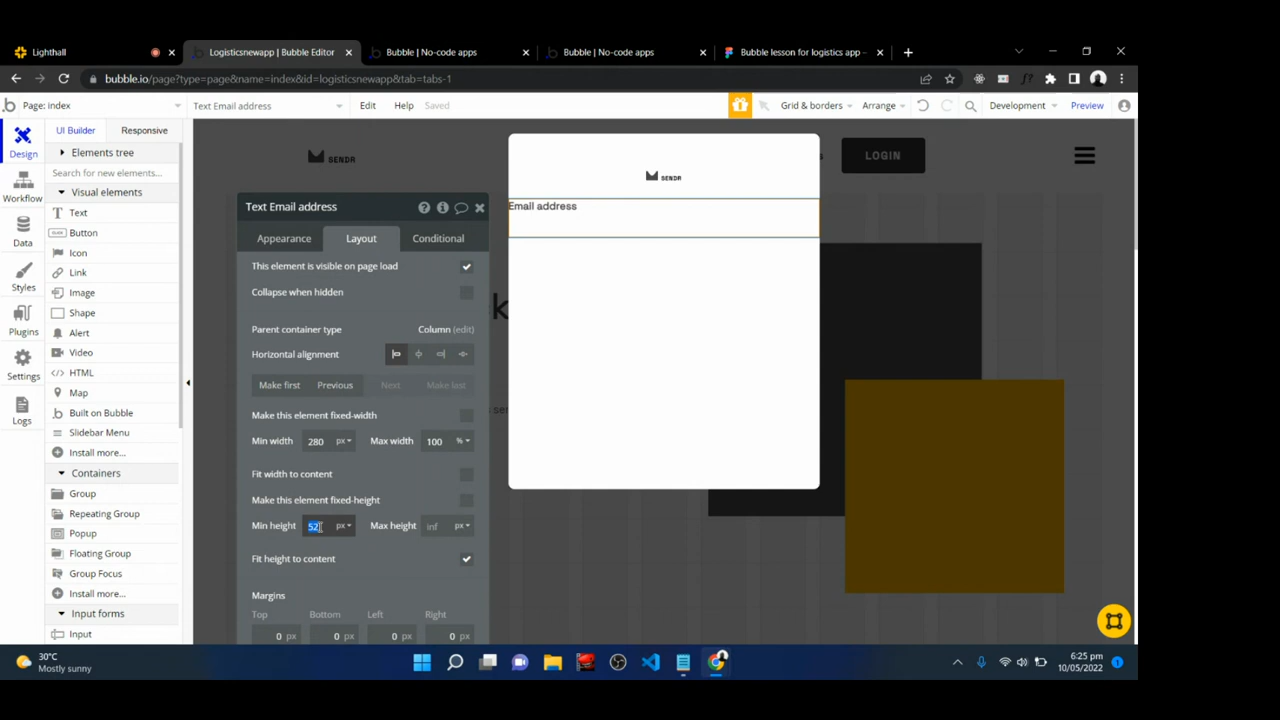 Lighthall
Logisticsnewapp | Bubble Editor
Bubble | No-code apps
Bubble | No-code apps
Bubble lesson for logistics app –
bubble.io/page?type=page&name=index&id=logisticsnewapp&tab=tabs-1
Page: index
Text Email address
Edit
Help
Saved
Grid & borders
Arrange
Development
Preview
Design
Workflow
Data
Styles
Plugins
Settings
Logs
UI Builder
Responsive
Elements tree
Search for new elements...
Visual elements
Text
CLICK
Button
Icon
Link
Image
Shape
Alert
Video
</> HTML
Map
Built on Bubble
Slidebar Menu
Install more...
Containers
Group
Repeating Group
Popup
Floating Group
Group Focus
Install more...
Input forms
Input
SENDR
LOGIN
Text Email address
Appearance
Layout
Conditional
This element is visible on page load
Collapse when hidden
Parent container type
Column (edit)
Horizontal alignment
Make first
Previous
Next
Make last
Make this element fixed-width
Min width
280
px
Max width
100
%
Fit width to content
Make this element fixed-height
Min height
52
px
Max height
inf
px
Fit height to content
Margins
Top
Bottom
Left
Right
0 px
0 px
0 px
0 px
SENDR
Email address
30°C
Mostly sunny
6:25 pm
10/05/2022
1